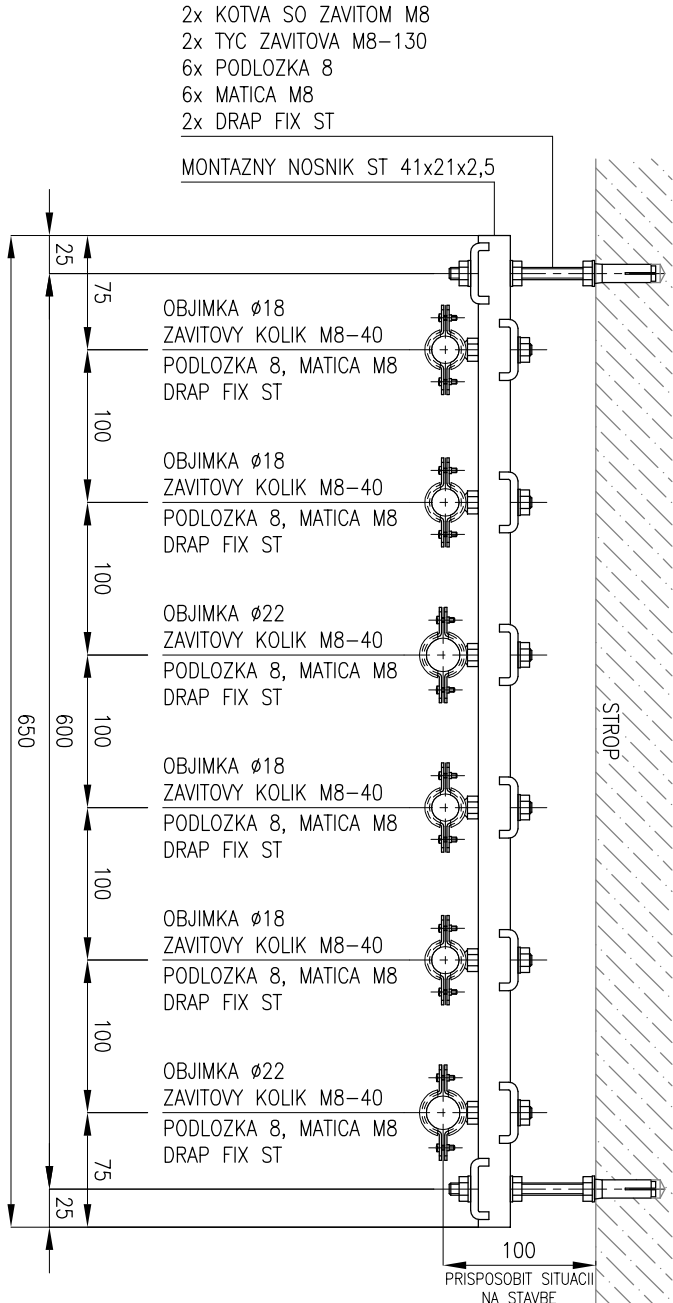 2x KOTVA SO ZAVITOM M8
2x TYC ZAVITOVA M8-130
6x PODLOZKA 8
6x MATICA M8
2x DRAP FIX ST
MONTAZNY NOSNIK ST 41x21x2,5
25
75
OBJIMKA ø18
ZAVITOVY KOLIK M8-40
PODLOZKA 8, MATICA M8
DRAP FIX ST
100
OBJIMKA ø18
ZAVITOVY KOLIK M8-40
PODLOZKA 8, MATICA M8
DRAP FIX ST
100
OBJIMKA ø22
ZAVITOVY KOLIK M8-40
PODLOZKA 8, MATICA M8
DRAP FIX ST
STROP
650
600
100
OBJIMKA ø18
ZAVITOVY KOLIK M8-40
PODLOZKA 8, MATICA M8
DRAP FIX ST
100
OBJIMKA ø18
ZAVITOVY KOLIK M8-40
PODLOZKA 8, MATICA M8
DRAP FIX ST
100
OBJIMKA ø22
ZAVITOVY KOLIK M8-40
PODLOZKA 8, MATICA M8
DRAP FIX ST
75
25
100
PRISPOSOBIT SITUACII
NA STAVBE